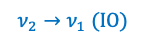 ν₂ → ν₁ (IO)